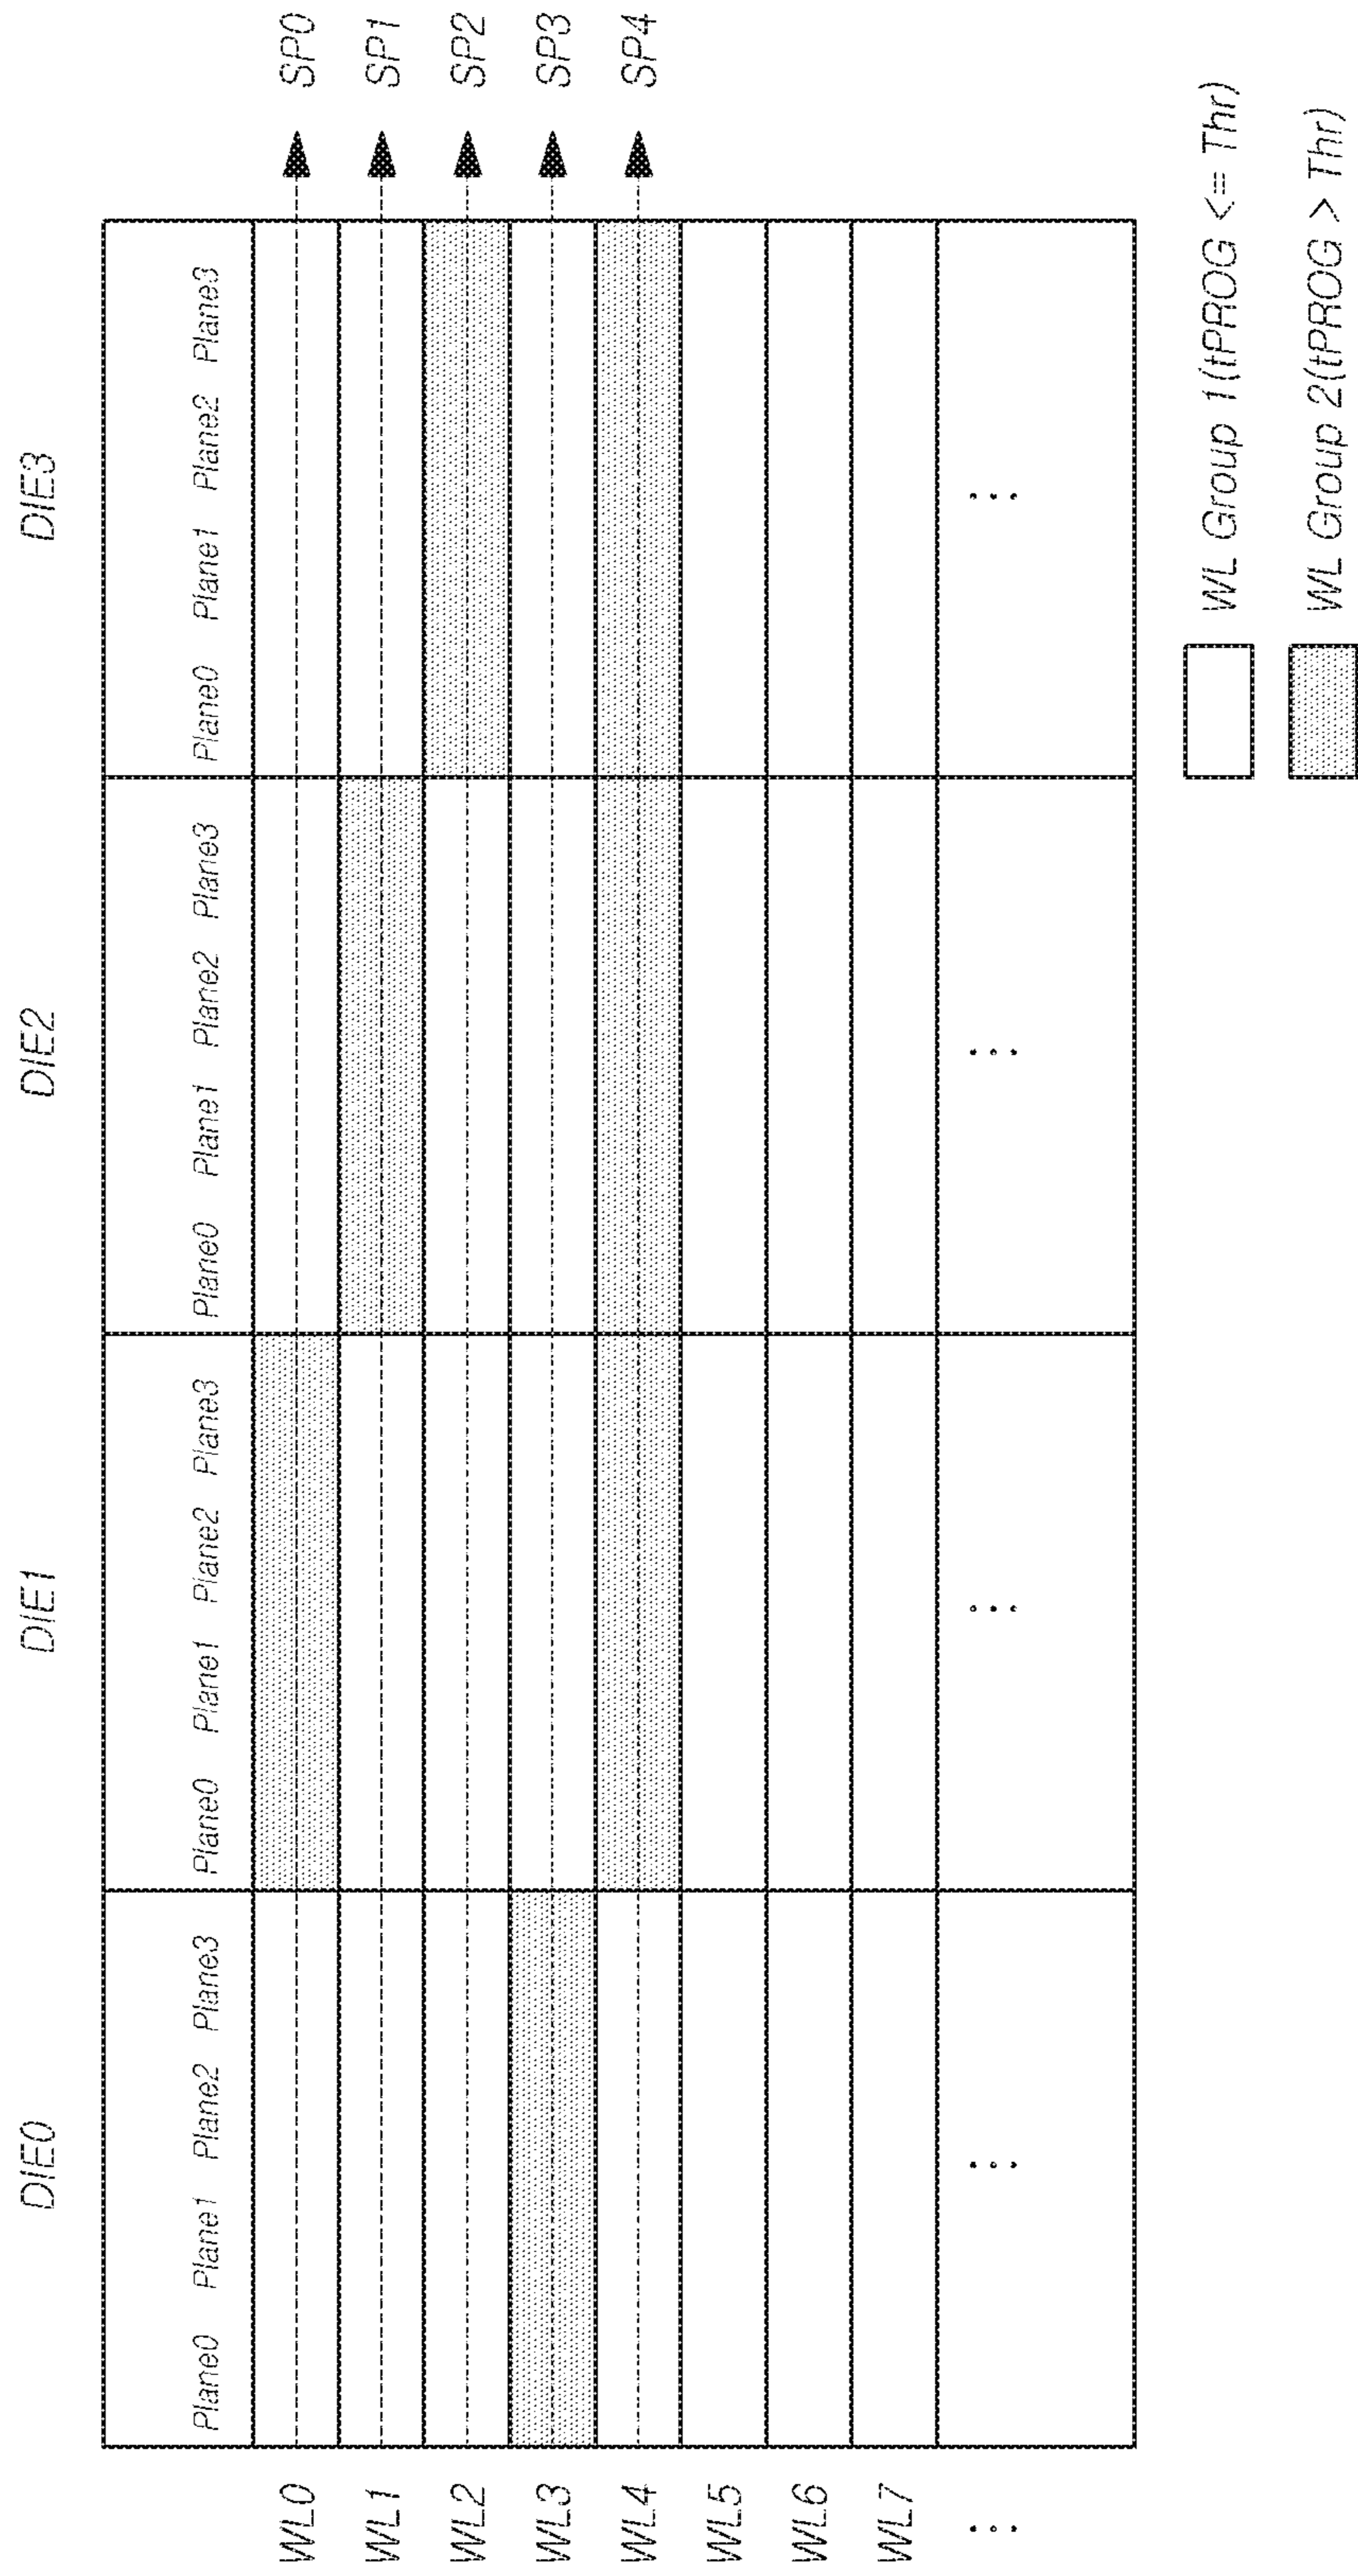 DIE0 DIE1 DIE2 DIE3
Plane0 Plane1 Plane2 Plane3 Plane0 Plane1 Plane2 Plane3 Plane0 Plane1 Plane2 Plane3 Plane0 Plane1 Plane2 Plane3
WL0 SP0
WL1 SP1
WL2 SP2
WL3 SP3
WL4 SP4
WL5
WL6
WL7
... ... ... ... ...
WL Group 1(tPROG <= Thr)
WL Group 2(tPROG > Thr)